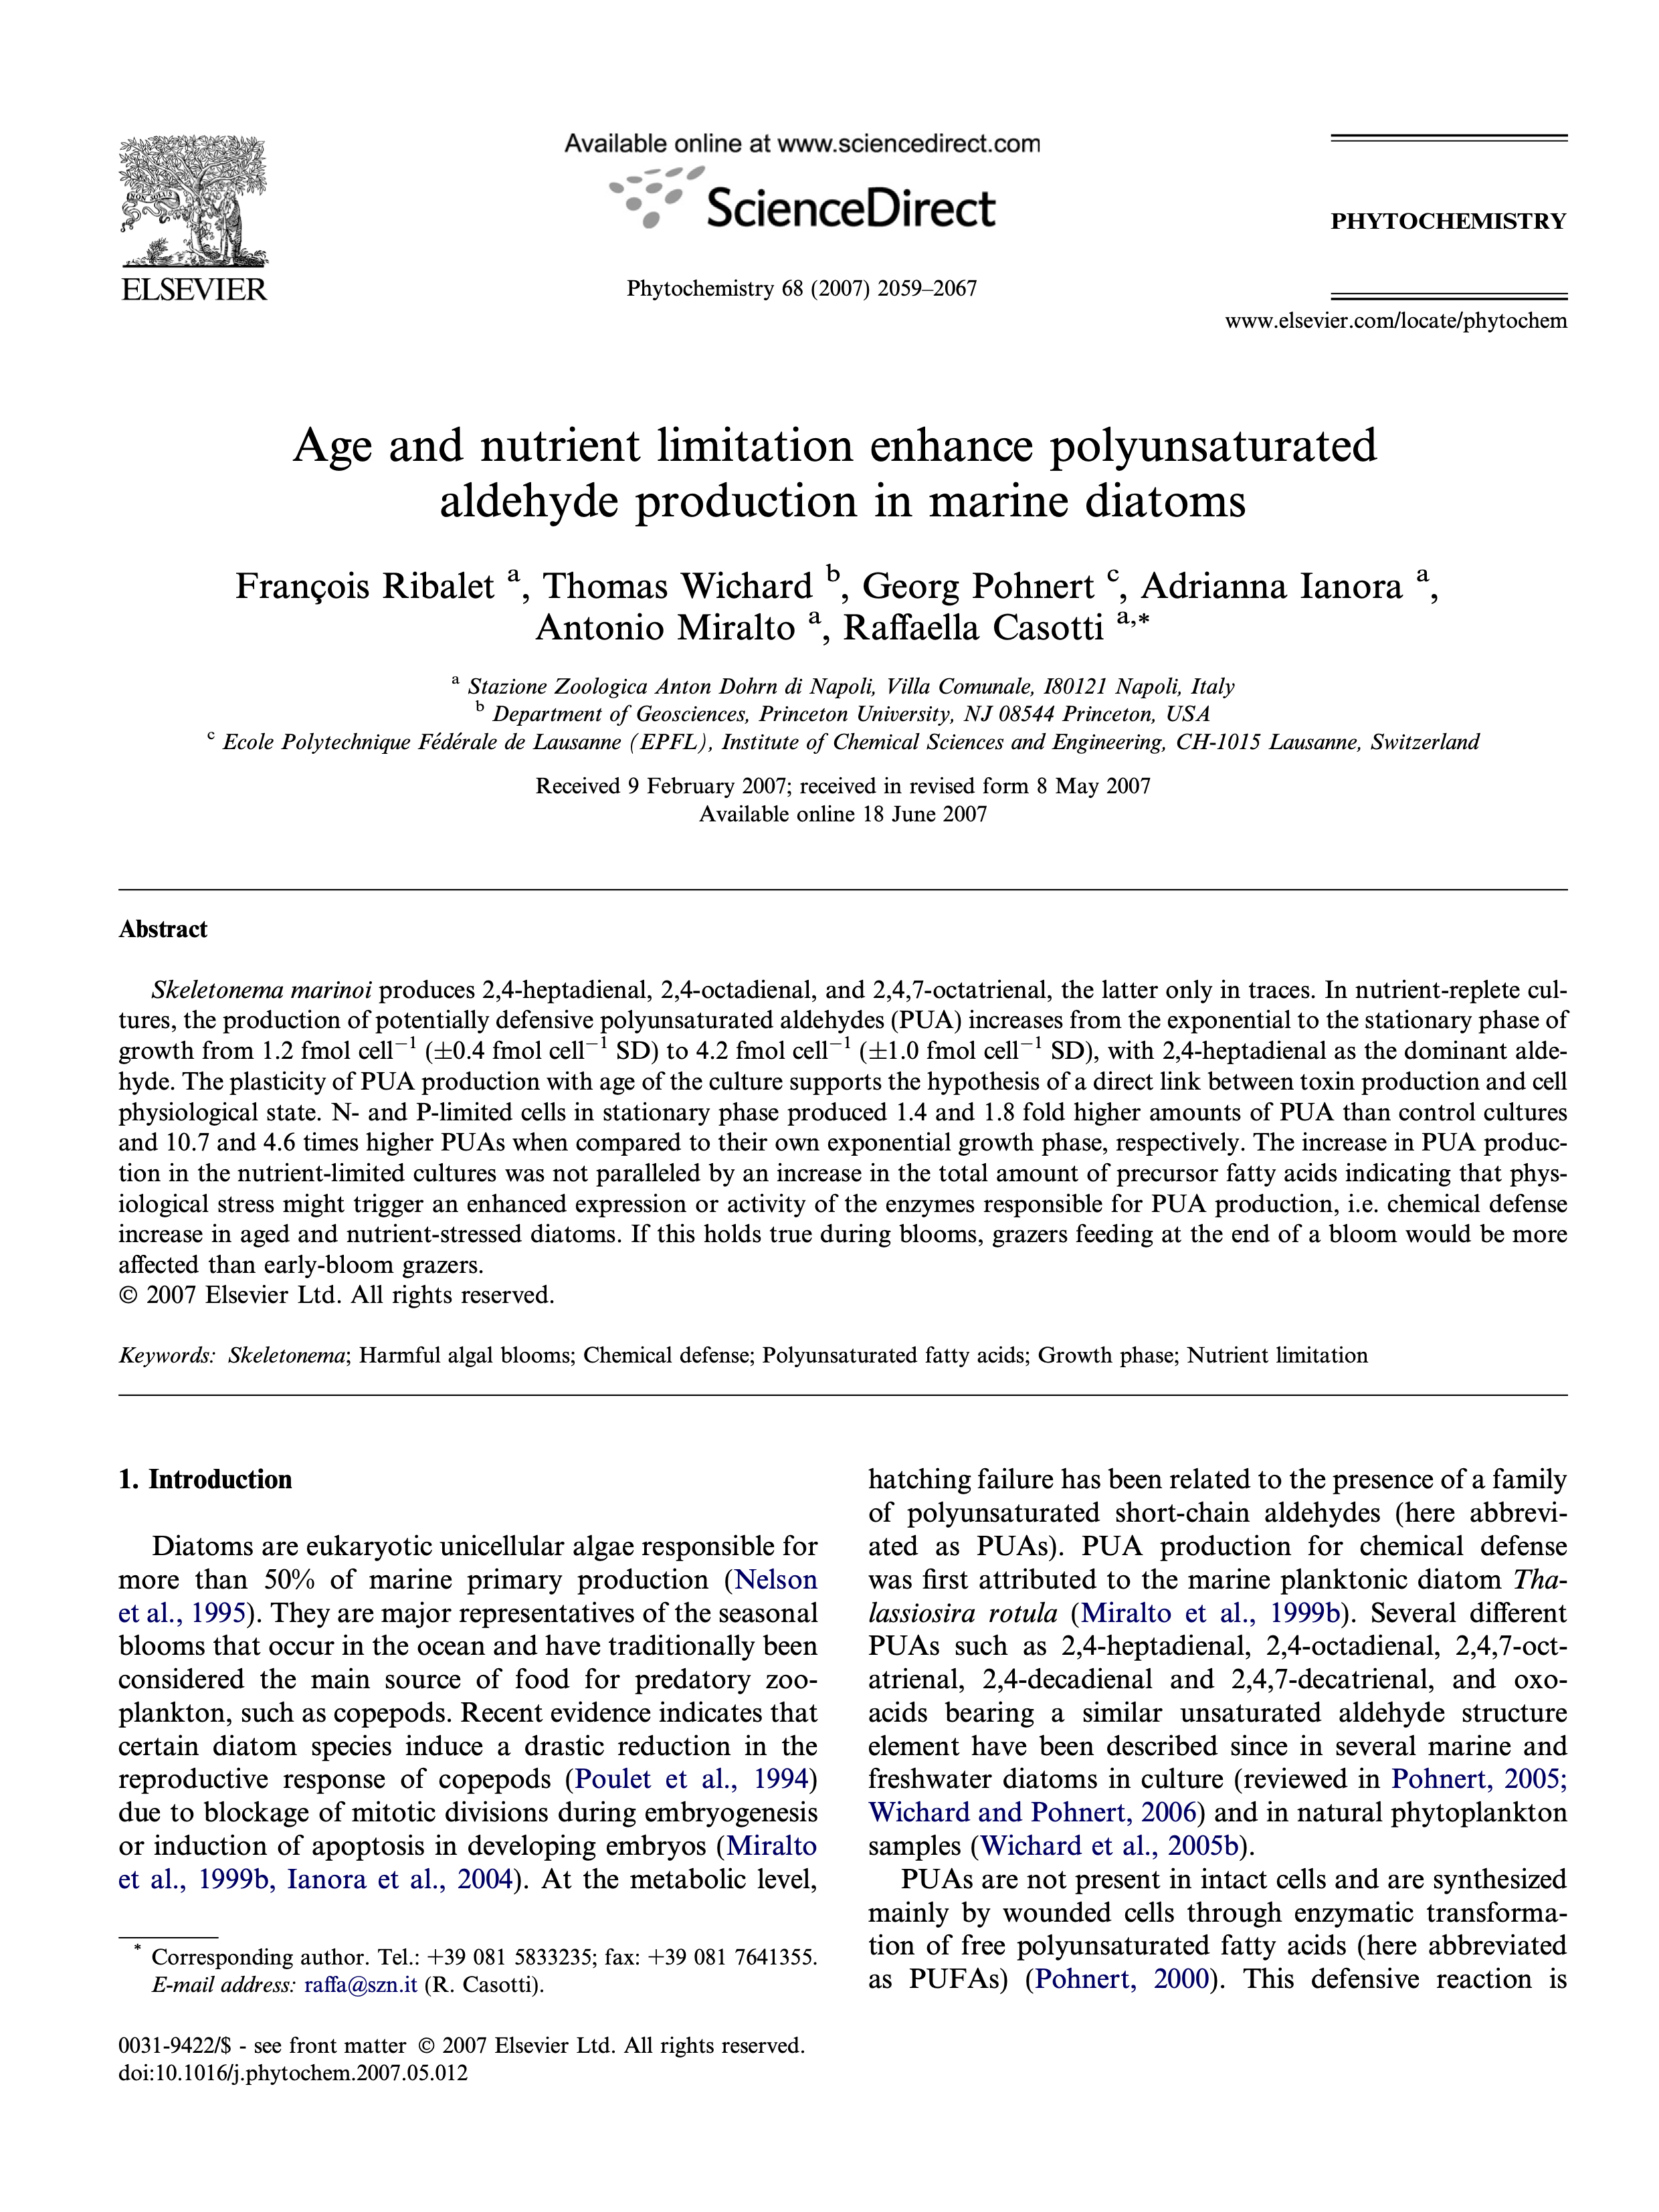 Available online at www.sciencedirect.com
ScienceDirect
PHYTOCHEMISTRY
ELSEVIER
Phytochemistry 68 (2007) 2059–2067
www.elsevier.com/locate/phytochem
Age and nutrient limitation enhance polyunsaturated
aldehyde production in marine diatoms
François Ribalet a, Thomas Wichard b, Georg Pohnert c, Adrianna Ianora a,
Antonio Miralto a, Raffaella Casotti a,*
a Stazione Zoologica Anton Dohrn di Napoli, Villa Comunale, I80121 Napoli, Italy
b Department of Geosciences, Princeton University, NJ 08544 Princeton, USA
c Ecole Polytechnique Fédérale de Lausanne (EPFL), Institute of Chemical Sciences and Engineering, CH-1015 Lausanne, Switzerland
Received 9 February 2007; received in revised form 8 May 2007
Available online 18 June 2007
Abstract
Skeletonema marinoi produces 2,4-heptadienal, 2,4-octadienal, and 2,4,7-octatrienal, the latter only in traces. In nutrient-replete cul-
tures, the production of potentially defensive polyunsaturated aldehydes (PUA) increases from the exponential to the stationary phase of
growth from 1.2 fmol cell−1 (±0.4 fmol cell−1 SD) to 4.2 fmol cell−1 (±1.0 fmol cell−1 SD), with 2,4-heptadienal as the dominant alde-
hyde. The plasticity of PUA production with age of the culture supports the hypothesis of a direct link between toxin production and cell
physiological state. N- and P-limited cells in stationary phase produced 1.4 and 1.8 fold higher amounts of PUA than control cultures
and 10.7 and 4.6 times higher PUAs when compared to their own exponential growth phase, respectively. The increase in PUA produc-
tion in the nutrient-limited cultures was not paralleled by an increase in the total amount of precursor fatty acids indicating that phys-
iological stress might trigger an enhanced expression or activity of the enzymes responsible for PUA production, i.e. chemical defense
increase in aged and nutrient-stressed diatoms. If this holds true during blooms, grazers feeding at the end of a bloom would be more
affected than early-bloom grazers.
© 2007 Elsevier Ltd. All rights reserved.
Keywords: Skeletonema; Harmful algal blooms; Chemical defense; Polyunsaturated fatty acids; Growth phase; Nutrient limitation
1. Introduction
Diatoms are eukaryotic unicellular algae responsible for
more than 50% of marine primary production (Nelson
et al., 1995). They are major representatives of the seasonal
blooms that occur in the ocean and have traditionally been
considered the main source of food for predatory zoo-
plankton, such as copepods. Recent evidence indicates that
certain diatom species induce a drastic reduction in the
reproductive response of copepods (Poulet et al., 1994)
due to blockage of mitotic divisions during embryogenesis
or induction of apoptosis in developing embryos (Miralto
et al., 1999b, Ianora et al., 2004). At the metabolic level,
hatching failure has been related to the presence of a family
of polyunsaturated short-chain aldehydes (here abbrevi-
ated as PUAs). PUA production for chemical defense
was first attributed to the marine planktonic diatom Tha-
lassiosira rotula (Miralto et al., 1999b). Several different
PUAs such as 2,4-heptadienal, 2,4-octadienal, 2,4,7-oct-
atrienal, 2,4-decadienal and 2,4,7-decatrienal, and oxo-
acids bearing a similar unsaturated aldehyde structure
element have been described since in several marine and
freshwater diatoms in culture (reviewed in Pohnert, 2005;
Wichard and Pohnert, 2006) and in natural phytoplankton
samples (Wichard et al., 2005b).
PUAs are not present in intact cells and are synthesized
mainly by wounded cells through enzymatic transforma-
tion of free polyunsaturated fatty acids (here abbreviated
as PUFAs) (Pohnert, 2000). This defensive reaction is
* Corresponding author. Tel.: +39 081 5833235; fax: +39 081 7641355.
E-mail address: raffa@szn.it (R. Casotti).
0031-9422/$ - see front matter © 2007 Elsevier Ltd. All rights reserved.
doi:10.1016/j.phytochem.2007.05.012